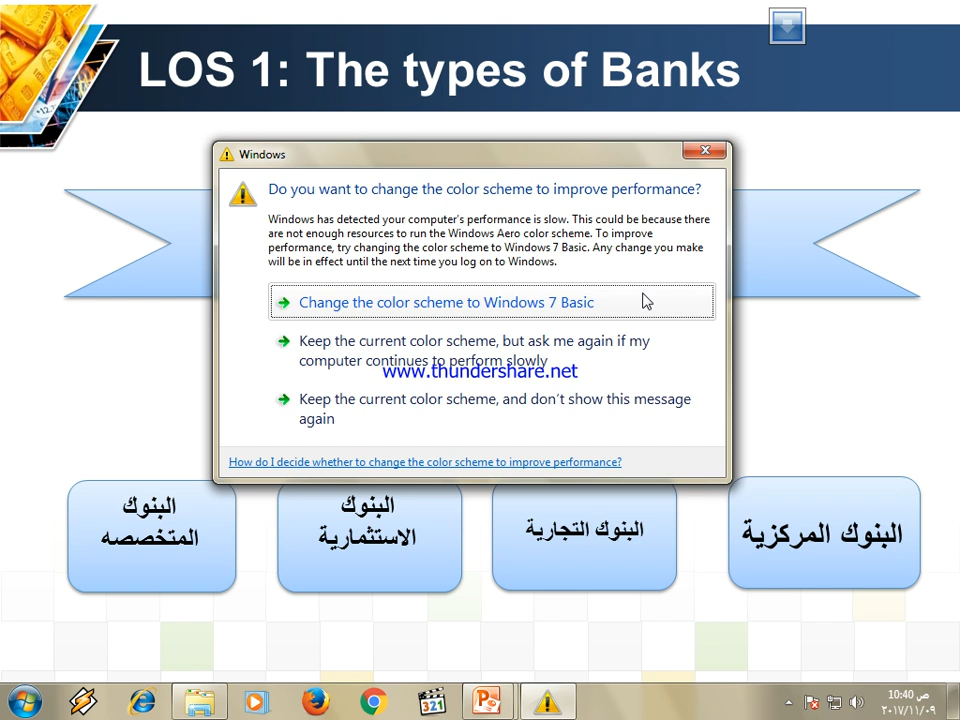 LOS 1: The types of Banks
Windows
Do you want to change the color scheme to improve performance?
Windows has detected your computer's performance is slow. This could be because there
are not enough resources to run the Windows Aero color scheme. To improve
performance, try changing the color scheme to Windows 7 Basic. Any change you make
will be in effect until the next time you log on to Windows.
Change the color scheme to Windows 7 Basic
Keep the current color scheme, but ask me again if my
computer continues to perform slowly
www.thundershare.net
Keep the current color scheme, and don't show this message
again
How do I decide whether to change the color scheme to improve performance?
البنوك المركزية
البنوك التجارية
البنوك
الاستثمارية
البنوك
المتخصصه
321
10:40 ص
٢٠١٧/١١/٠٩